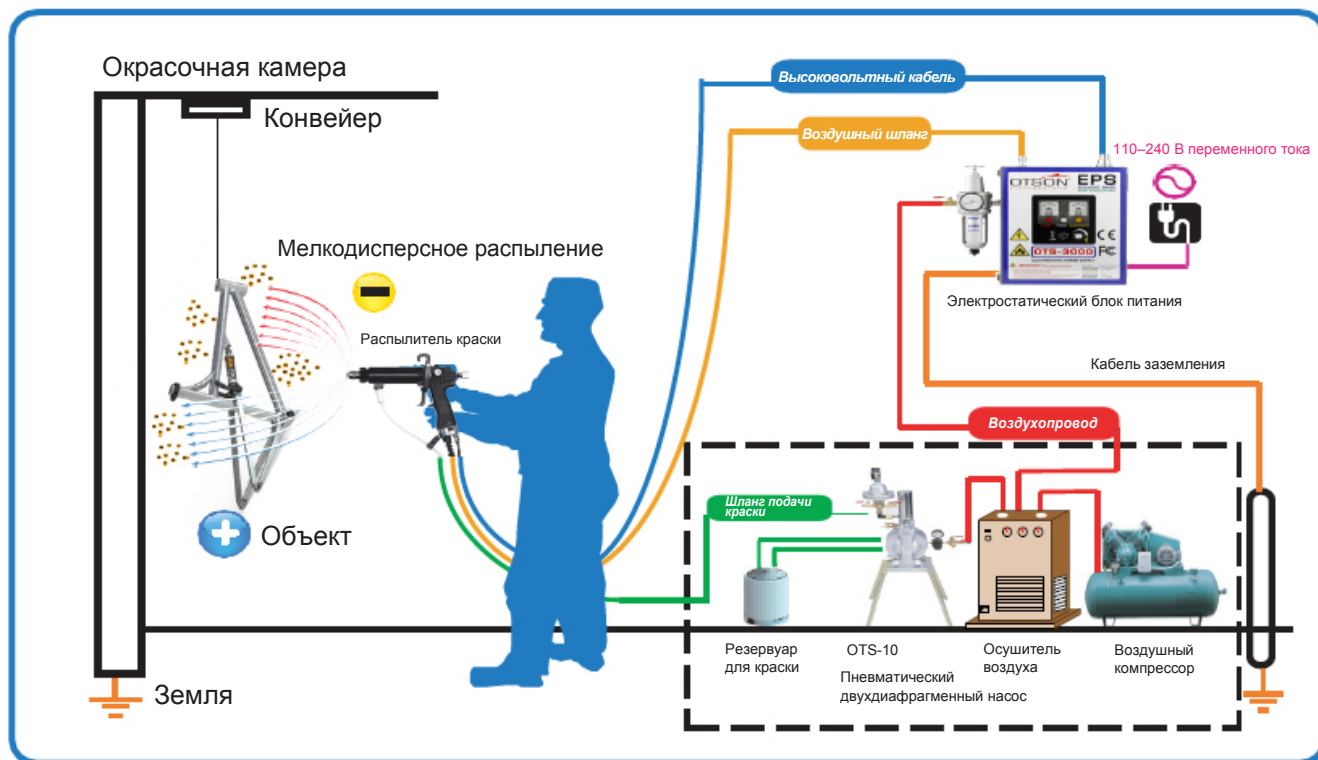 Окрасочная камера
Конвейер
Высоковольтный кабель
Воздушный шланг
110–240 В переменного тока
OTSON
EPS
OTS-3000
CE
FC
Мелкодисперсное распыление
Распылитель краски
Электростатический блок питания
Кабель заземления
Воздухопровод
Шланг подачи
краски
Объект
Резервуар
для краски
OTS-10
Пневматический
двухдиафрагменный насос
Осушитель
воздуха
Воздушный
компрессор
Земля